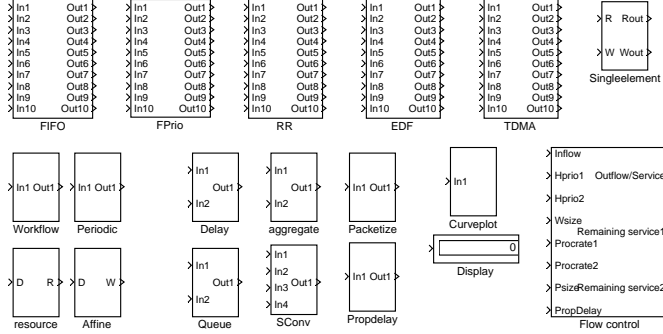 In1 Out1 In1 Out1 In1 Out1 In1 Out1 In1 Out1
In2 Out2 In2 Out2 In2 Out2 In2 Out2 In2 Out2
In3 Out3 In3 Out3 In3 Out3 In3 Out3 In3 Out3
In4 Out4 In4 Out4 In4 Out4 In4 Out4 In4 Out4
In5 Out5 In5 Out5 In5 Out5 In5 Out5 In5 Out5
In6 Out6 In6 Out6 In6 Out6 In6 Out6 In6 Out6
In7 Out7 In7 Out7 In7 Out7 In7 Out7 In7 Out7
In8 Out8 In8 Out8 In8 Out8 In8 Out8 In8 Out8
In9 Out9 In9 Out9 In9 Out9 In9 Out9 In9 Out9
In10 Out10 In10 Out10 In10 Out10 In10 Out10 In10 Out10
FIFO FPrio RR EDF TDMA
R Rout
W Wout
Singleelement
In1 Out1
Workflow
In1 Out1
Periodic
In1
Out1
In2
Delay
In1
Out1
In2
aggregate
In1 Out1
Packetize
In1
Curveplot
D R
resource
D W
Affine
In1
Out1
In2
Queue
In1
In2
In3 Out1
In4
SConv
In1 Out1
Propdelay
0
Display
Inflow
Hprio1 Outflow/Service
Hprio2
Wsize
Remaining service1
Procrate1
Procrate2
Psize Remaining service2
PropDelay
Flow control